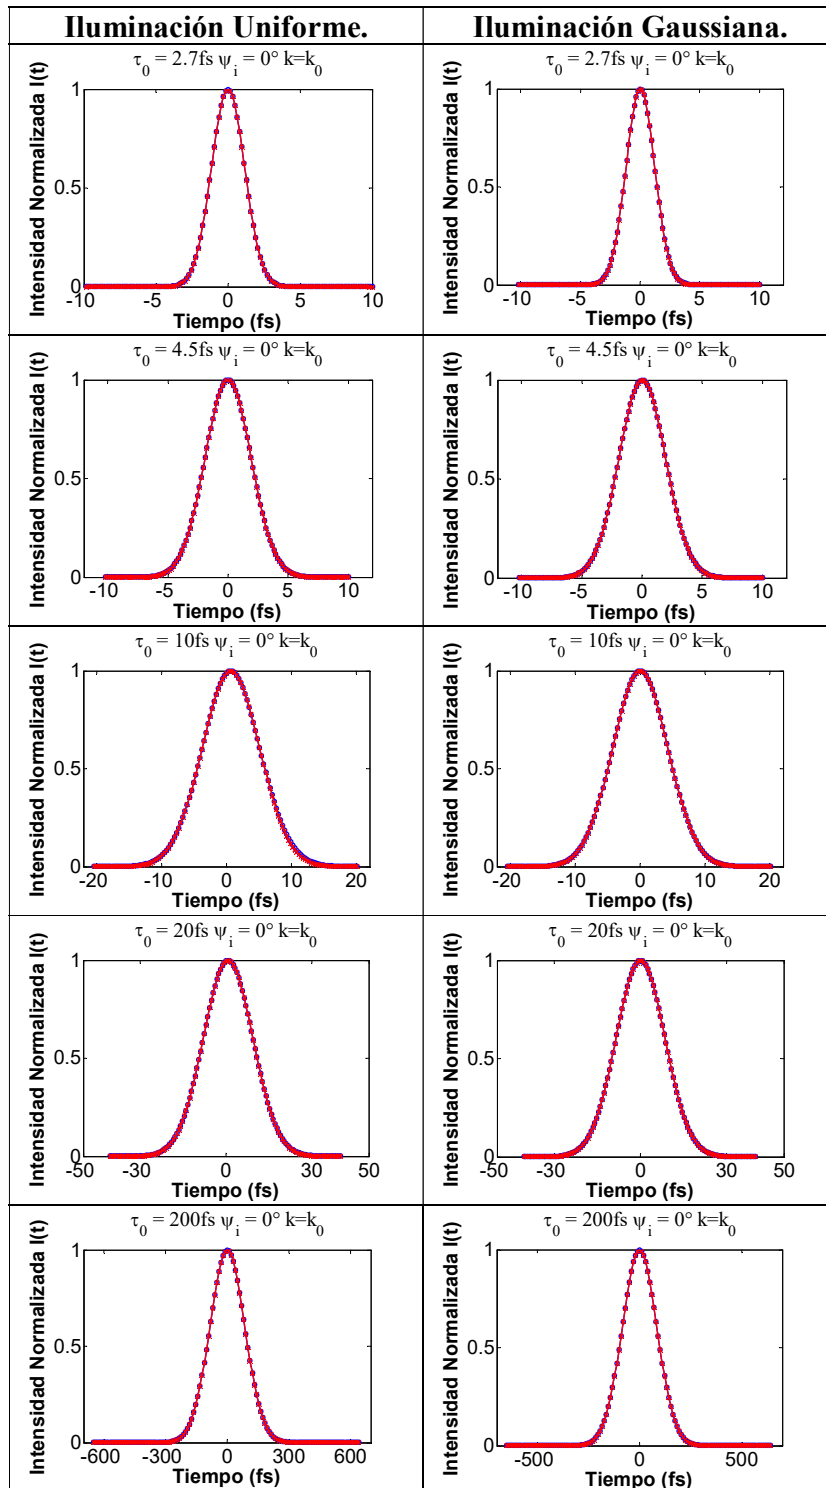 Iluminación Uniforme.
Iluminación Gaussiana.
τ0 = 2.7fs ψi = 0° k=k0
Intensidad Normalizada I(t)
1
0.5
0
-10 -5 0 5 10
Tiempo (fs)
τ0 = 2.7fs ψi = 0° k=k0
Intensidad Normalizada I(t)
1
0.5
0
-10 -5 0 5 10
Tiempo (fs)
τ0 = 4.5fs ψi = 0° k=k0
Intensidad Normalizada I(t)
1
0.5
0
-10 -5 0 5 10
Tiempo (fs)
τ0 = 4.5fs ψi = 0° k=k0
Intensidad Normalizada I(t)
1
0.5
0
-10 -5 0 5 10
Tiempo (fs)
τ0 = 10fs ψi = 0° k=k0
Intensidad Normalizada I(t)
1
0.5
0
-20 -10 0 10 20
Tiempo (fs)
τ0 = 10fs ψi = 0° k=k0
Intensidad Normalizada I(t)
1
0.5
0
-20 -10 0 10 20
Tiempo (fs)
τ0 = 20fs ψi = 0° k=k0
Intensidad Normalizada I(t)
1
0.5
0
-50 -30 0 30 50
Tiempo (fs)
τ0 = 20fs ψi = 0° k=k0
Intensidad Normalizada I(t)
1
0.5
0
-50 -30 0 30 50
Tiempo (fs)
τ0 = 200fs ψi = 0° k=k0
Intensidad Normalizada I(t)
1
0.5
0
-600 -300 0 300 600
Tiempo (fs)
τ0 = 200fs ψi = 0° k=k0
Intensidad Normalizada I(t)
1
0.5
0
-500 0 500
Tiempo (fs)